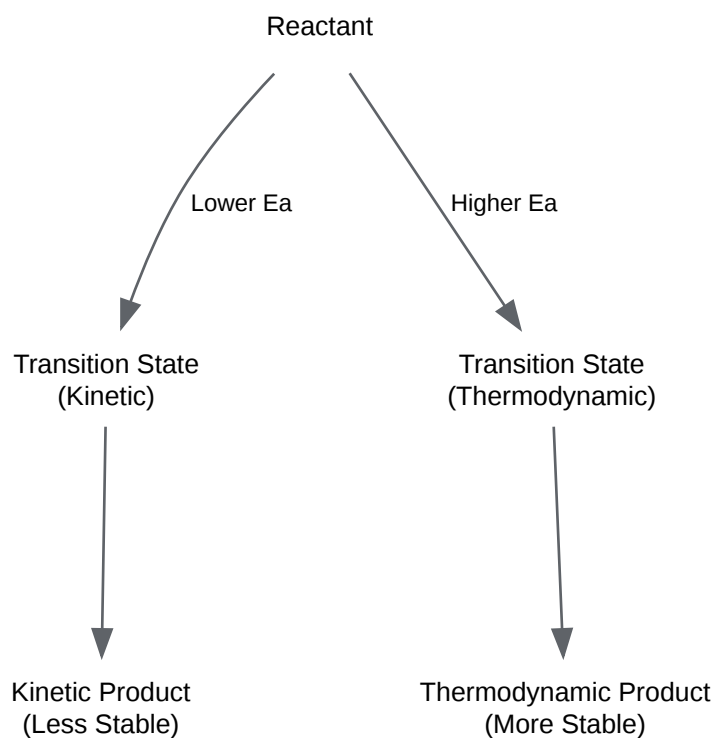 Reactant
Lower Ea
Higher Ea
Transition State
(Kinetic)
Transition State
(Thermodynamic)
Kinetic Product
(Less Stable)
Thermodynamic Product
(More Stable)